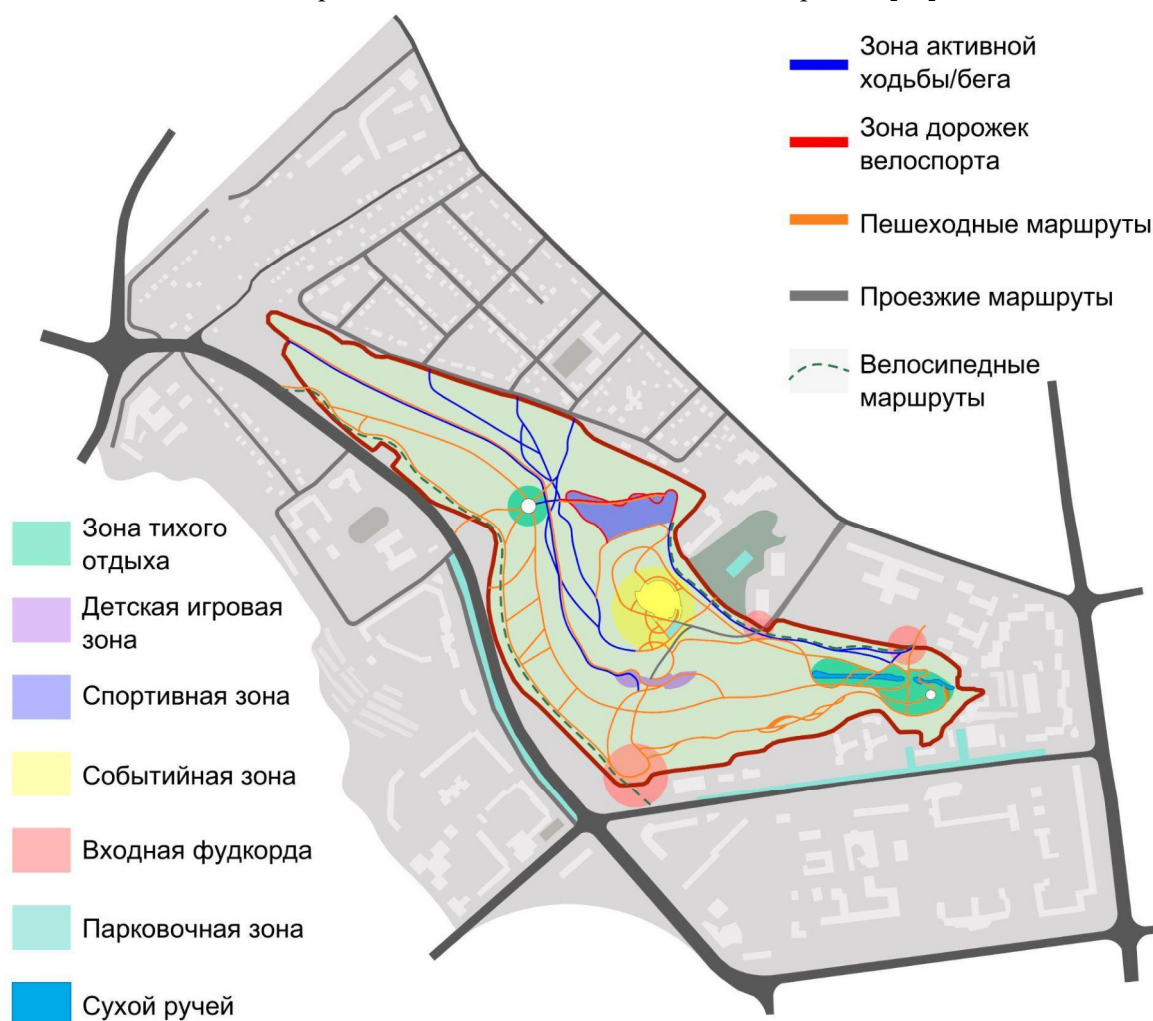 Зона активной
ходьбы/бега
Зона дорожек
велоспорта
Пешеходные маршруты
Проезжие маршруты
Велосипедные
маршруты
Зона тихого
отдыха
Детская игровая
зона
Спортивная зона
Событийная зона
Входная фудкорда
Парковочная зона
Сухой ручей